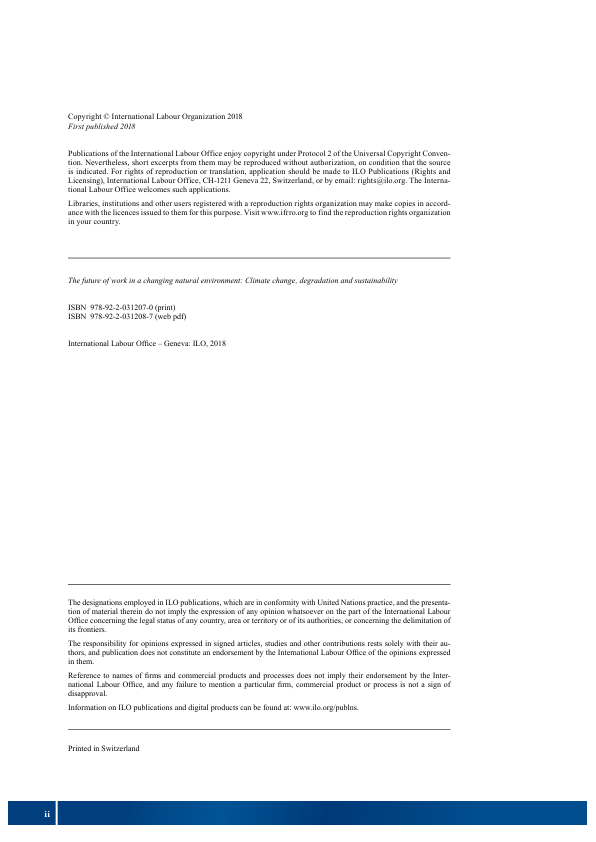 Copyright © International Labour Organization 2018
First published 2018
Publications of the International Labour Office enjoy copyright under Protocol 2 of the Universal Copyright Conven-
tion. Nevertheless, short excerpts from them may be reproduced without authorization, on condition that the source
is indicated. For rights of reproduction or translation, application should be made to ILO Publications (Rights and
Licensing), International Labour Office, CH-1211 Geneva 22, Switzerland, or by email: rights@ilo.org. The Interna-
tional Labour Office welcomes such applications.
Libraries, institutions and other users registered with a reproduction rights organization may make copies in accord-
ance with the licences issued to them for this purpose. Visit www.ifrro.org to find the reproduction rights organization
in your country.
The future of work in a changing natural environment: Climate change, degradation and sustainability
ISBN 978-92-2-031207-0 (print)
ISBN 978-92-2-031208-7 (web pdf)
International Labour Office – Geneva: ILO, 2018
The designations employed in ILO publications, which are in conformity with United Nations practice, and the presenta-
tion of material therein do not imply the expression of any opinion whatsoever on the part of the International Labour
Office concerning the legal status of any country, area or territory or of its authorities, or concerning the delimitation of
its frontiers.
The responsibility for opinions expressed in signed articles, studies and other contributions rests solely with their au-
thors, and publication does not constitute an endorsement by the International Labour Office of the opinions expressed
in them.
Reference to names of firms and commercial products and processes does not imply their endorsement by the Inter-
national Labour Office, and any failure to mention a particular firm, commercial product or process is not a sign of
disapproval.
Information on ILO publications and digital products can be found at: www.ilo.org/publns.
Printed in Switzerland
ii